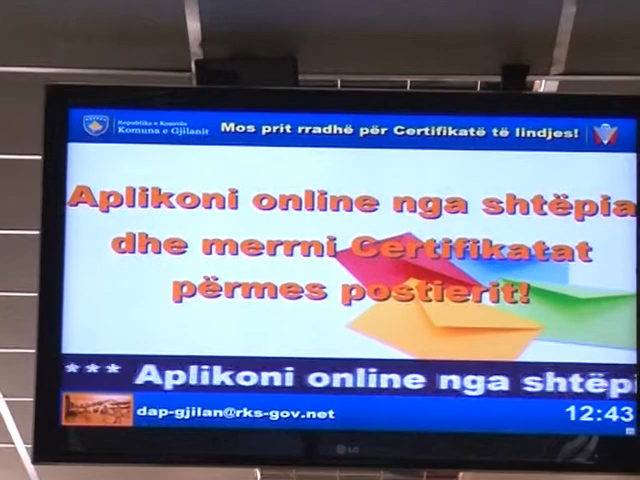 Republika e Kosovës
Komuna e Gjilanit
Mos prit rradhë për Certifikatë të lindjes!
Aplikoni online nga shtëpia
dhe merrni Certifikatat
përmes postierit!
*** Aplikoni online nga shtëp
dap-gjilan@rks-gov.net
12:43
LG